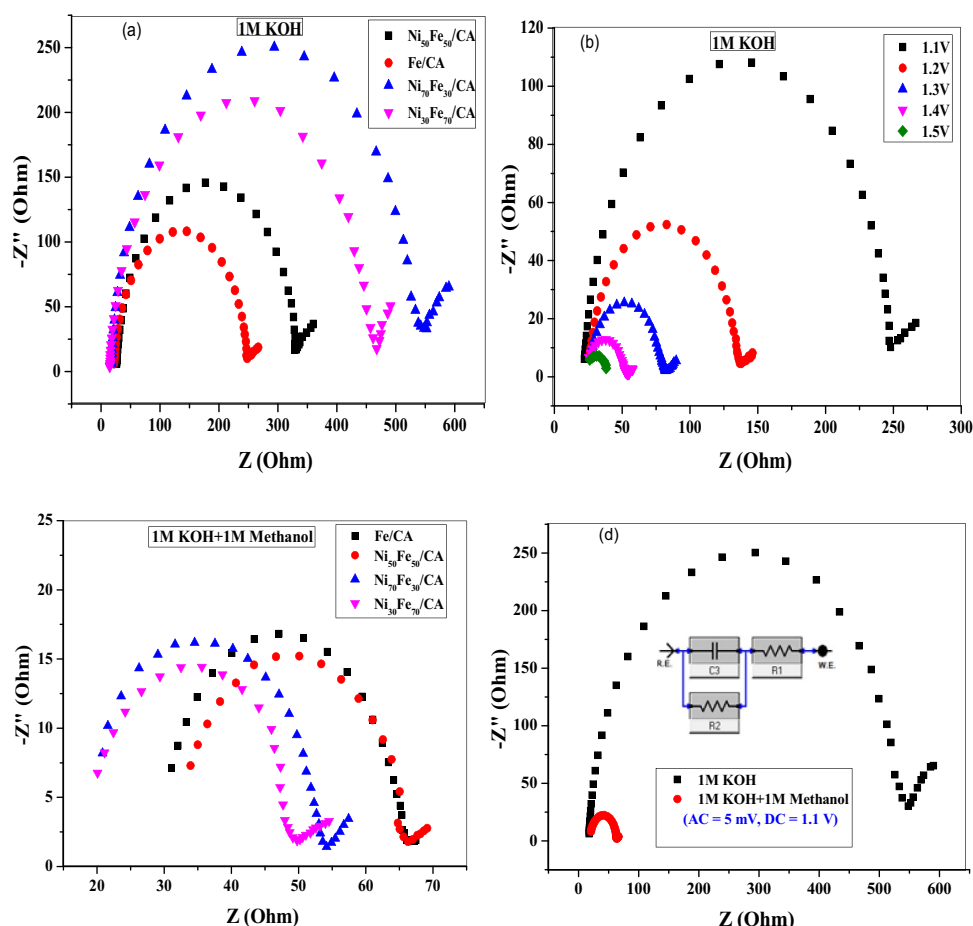 (a)
1M KOH
Ni50Fe50/CA
Fe/CA
Ni70Fe30/CA
Ni30Fe70/CA
250
200
150
100
50
0
-Z'' (Ohm)
0 100 200 300 400 500 600
Z (Ohm)
(b)
1M KOH
1.1V
1.2V
1.3V
1.4V
1.5V
120
100
80
60
40
20
0
-Z'' (Ohm)
0 50 100 150 200 250 300
Z (Ohm)
1M KOH+1M Methanol
Fe/CA
Ni50Fe50/CA
Ni70Fe30/CA
Ni30Fe70/CA
25
20
15
10
5
0
-Z'' (Ohm)
20 30 40 50 60 70
Z (Ohm)
(d)
250
200
150
100
50
0
-Z'' (Ohm)
R.E.
C3
R1
W.E.
R2
1M KOH
1M KOH+1M Methanol
(AC = 5 mV, DC = 1.1 V)
0 100 200 300 400 500 600
Z (Ohm)